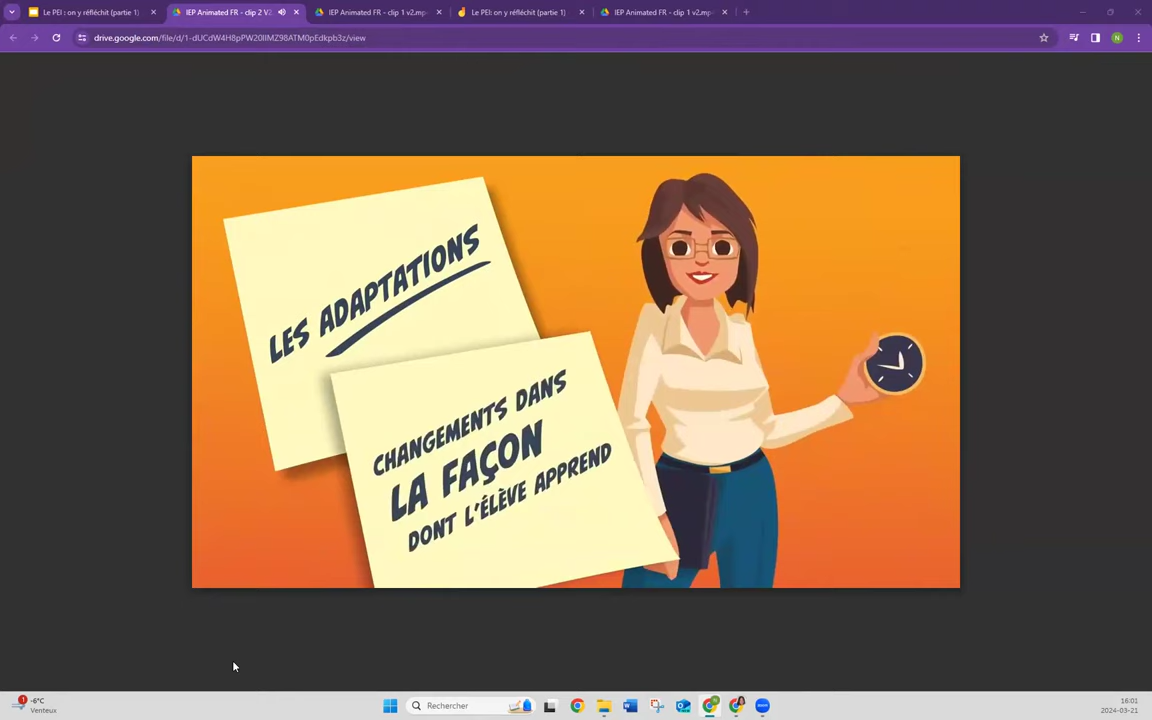 Le PEI : on y réfléchit (partie 1)
IEP Animated FR - clip 2 V2
IEP Animated FR - clip 1 v2.mp
Le PEI: on y réfléchit (partie 1)
IEP Animated FR - clip 1 v2.mp
drive.google.com/file/d/1-dUCdW4H8pPW20IIMZ98ATM0pEdkpb3z/view
N
LES ADAPTATIONS
CHANGEMENTS DANS
LA FAÇON
DONT L'ÉLÈVE APPREND
1
-6°C
Venteux
Rechercher
16:01
2024-03-21